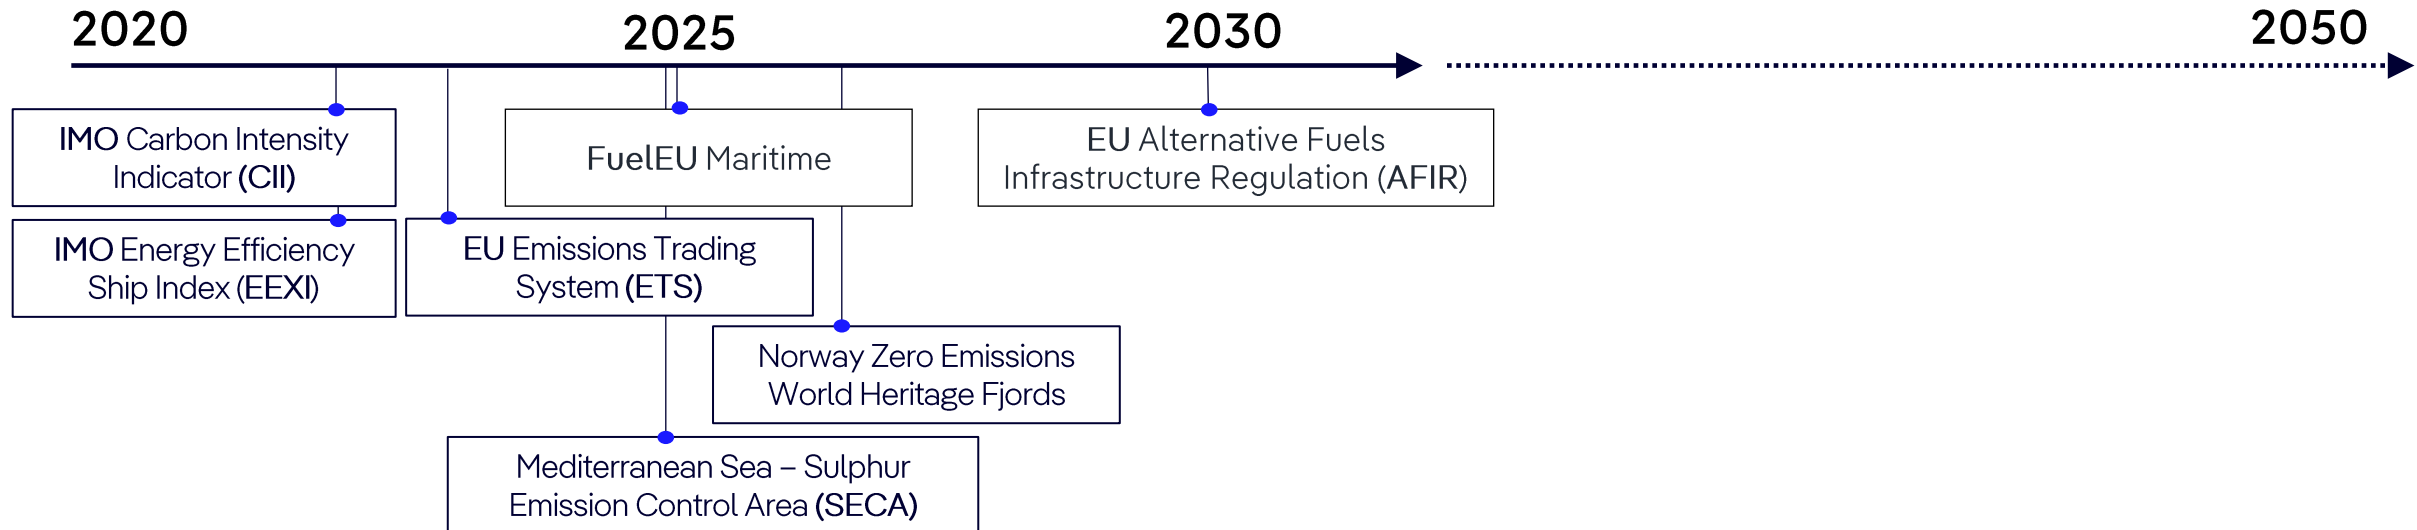 2020
2025
2030
2050
IMO Carbon Intensity
Indicator (CII)
FuelEU Maritime
EU Alternative Fuels
Infrastructure Regulation (AFIR)
IMO Energy Efficiency
Ship Index (EEXI)
EU Emissions Trading
System (ETS)
Norway Zero Emissions
World Heritage Fjords
Mediterranean Sea – Sulphur
Emission Control Area (SECA)